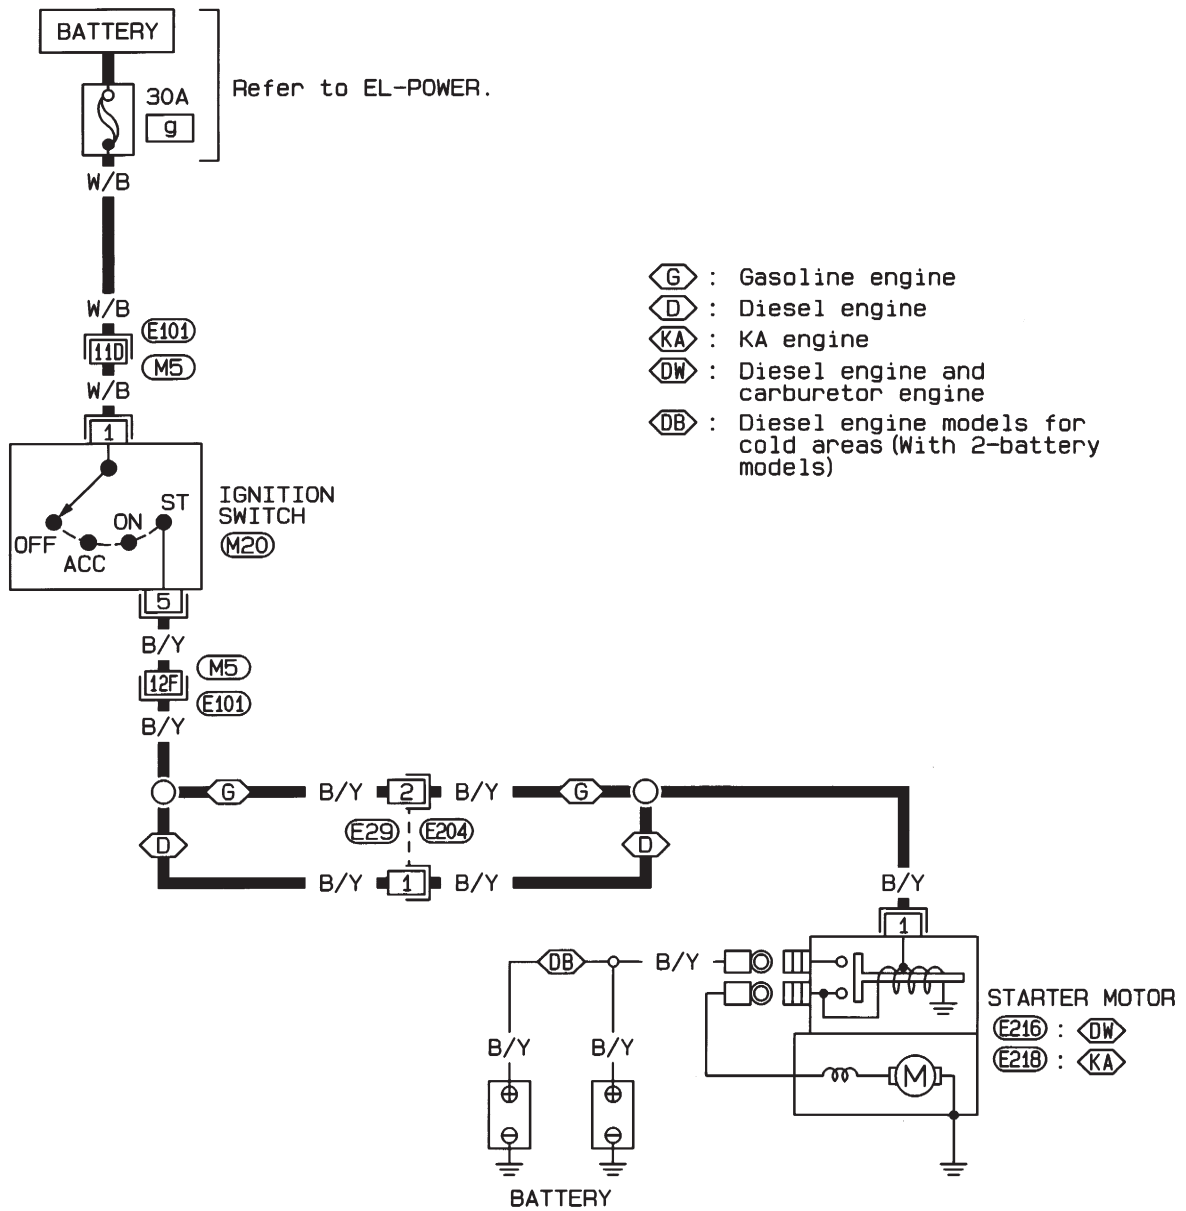 BATTERY
30A
g
Refer to EL-POWER.
W/B
W/B
11D
E101
M5
W/B
1
OFF
ACC
ON
ST
IGNITION
SWITCH
M20
5
B/Y
12F
M5
E101
B/Y
G : Gasoline engine
D : Diesel engine
KA : KA engine
DW : Diesel engine and
carburetor engine
DB : Diesel engine models for
cold areas (With 2-battery
models)
G B/Y 2 B/Y G
D E29 E204 D
B/Y 1 B/Y
B/Y
1
DB B/Y
STARTER MOTOR
E216 : DW
E218 : KA
B/Y B/Y
M
BATTERY